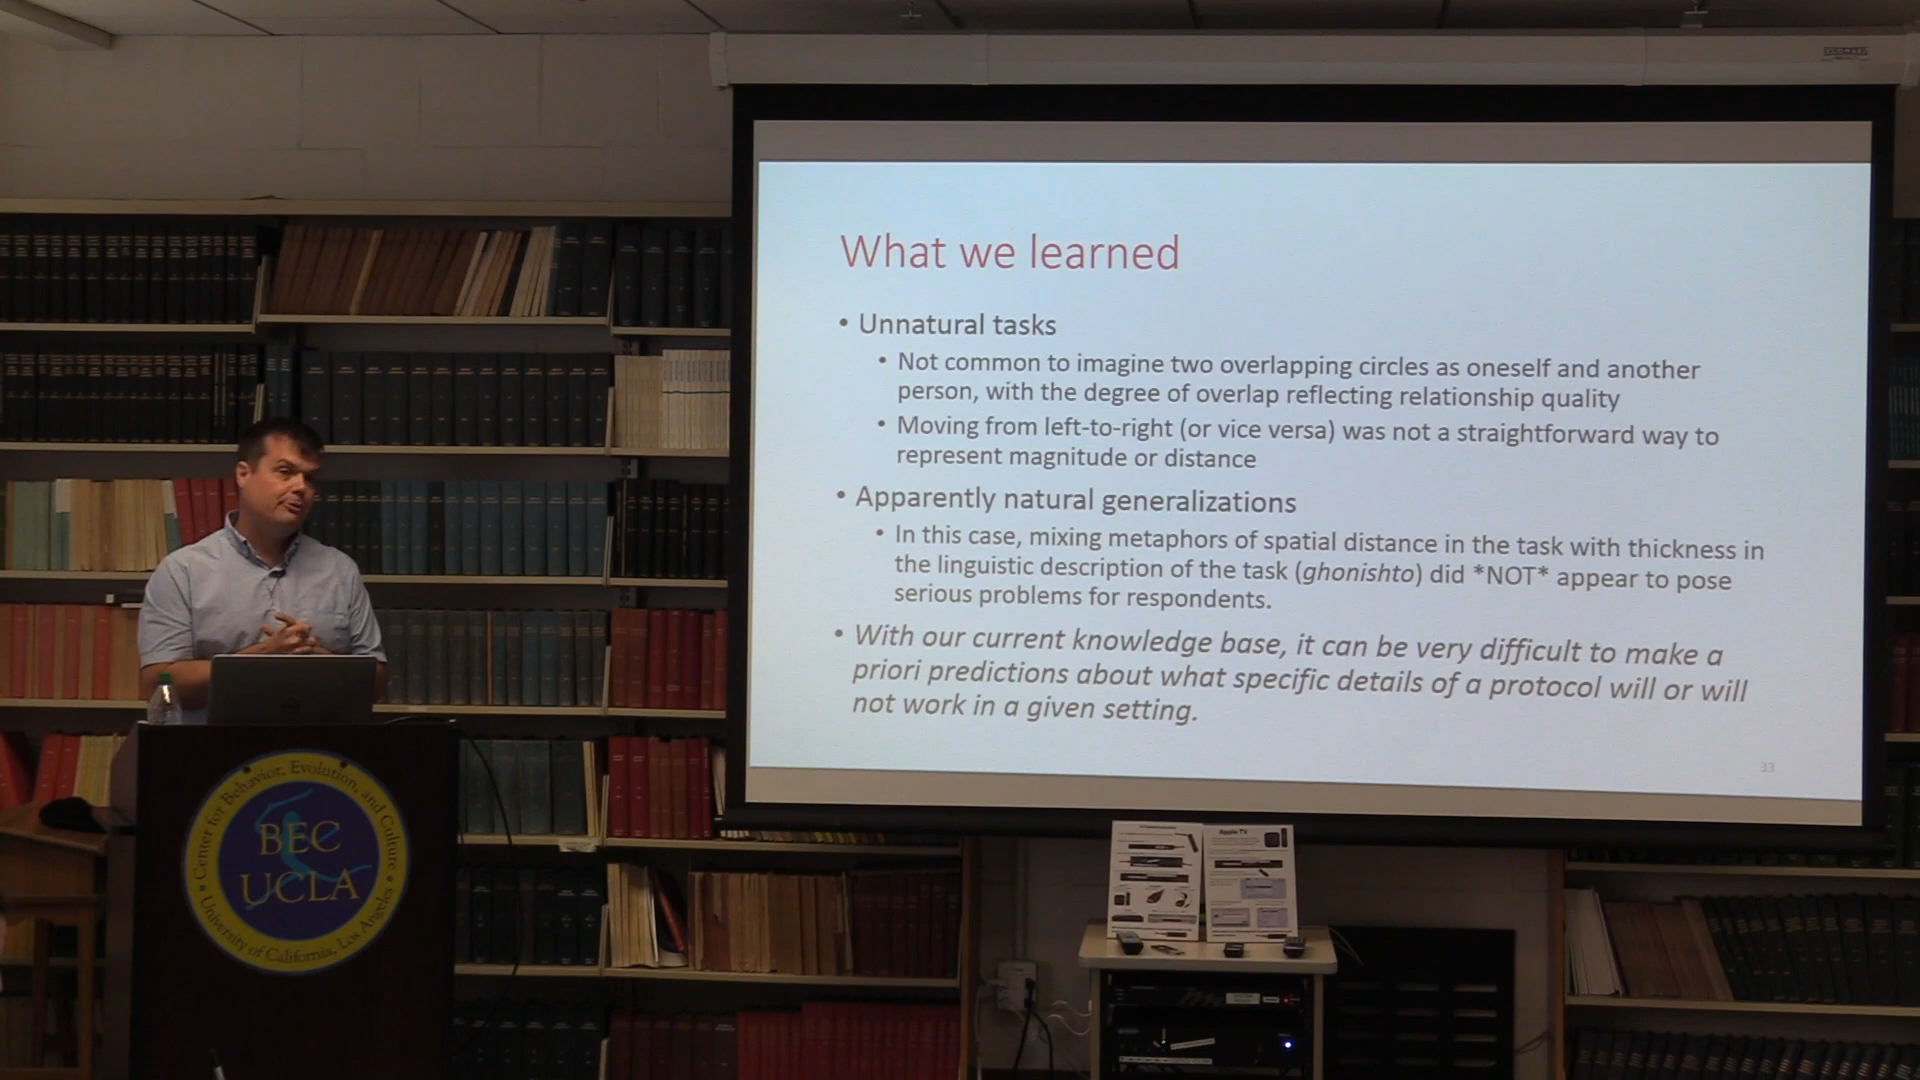 What we learned
• Unnatural tasks
• Not common to imagine two overlapping circles as oneself and another
person, with the degree of overlap reflecting relationship quality
• Moving from left-to-right (or vice versa) was not a straightforward way to
represent magnitude or distance
• Apparently natural generalizations
• In this case, mixing metaphors of spatial distance in the task with thickness in
the linguistic description of the task (ghonishto) did *NOT* appear to pose
serious problems for respondents.
• With our current knowledge base, it can be very difficult to make a
priori predictions about what specific details of a protocol will or will
not work in a given setting.
33
Center for Behavior, Evolution, and Culture
BEC
UCLA
• University of California, Los Angeles •
Apple TV